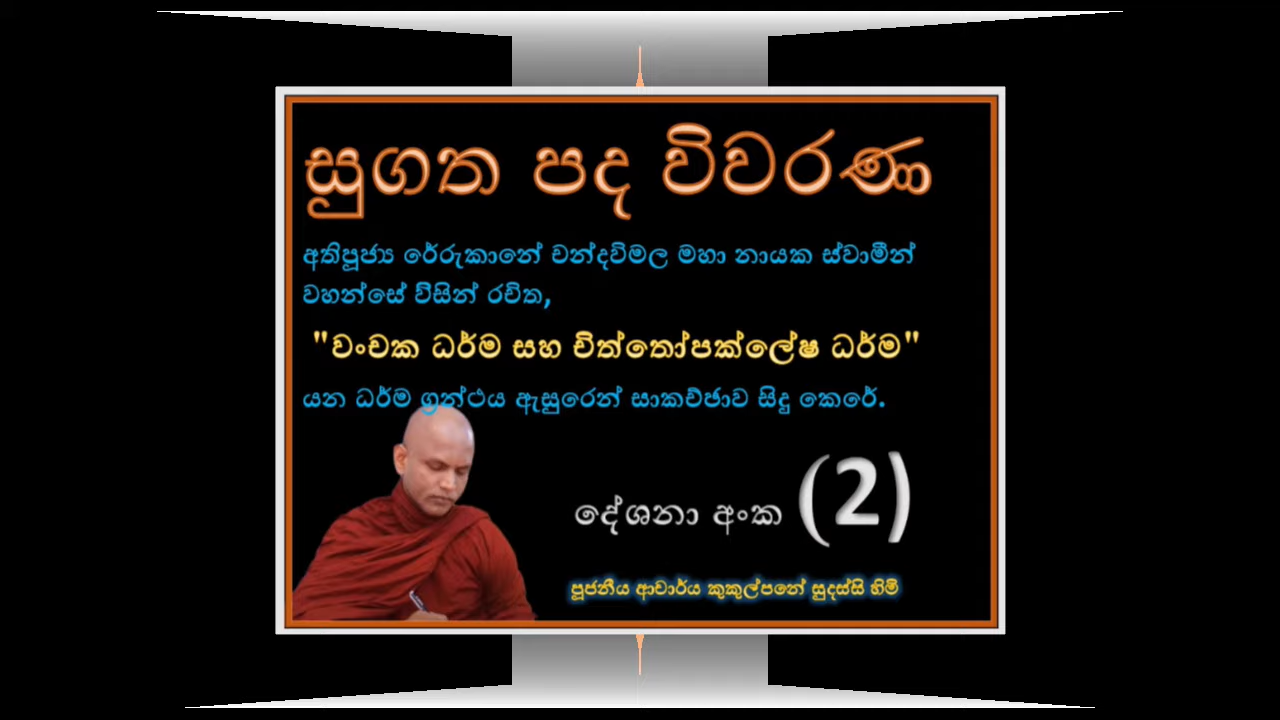 සුගත පද විවරණ
අතිපූජ්‍ය රේරුකානේ චන්දවිමල මහා නායක ස්වාමීන්
වහන්සේ විසින් රචිත,
"වංචක ධර්ම සහ චිත්තෝපක්ලේෂ ධර්ම"
යන ධර්ම ග්‍රන්ථය ඇසුරෙන් සාකච්ඡාව සිදු කෙරේ.
දේශනා අංක (2)
පූජනීය ආචාර්ය කුකුල්පනේ සුදස්සි හිමි